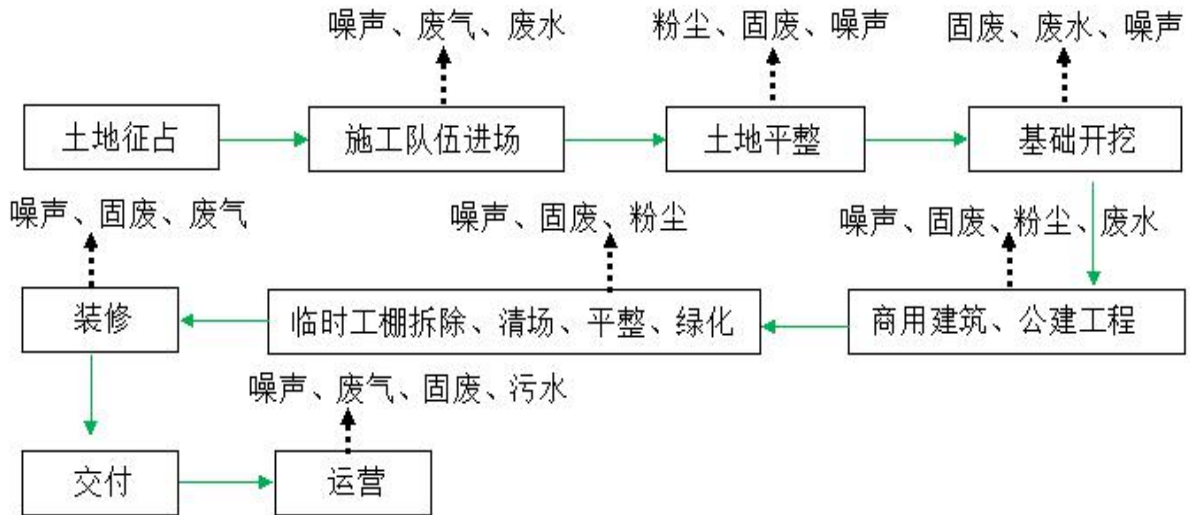 噪声、废气、废水
粉尘、固废、噪声
固废、废水、噪声
土地征占
施工队伍进场
土地平整
基础开挖
噪声、固废、废气
噪声、固废、粉尘
噪声、固废、粉尘、废水
装修
临时工棚拆除、清场、平整、绿化
商用建筑、公建工程
噪声、废气、固废、污水
交付
运营